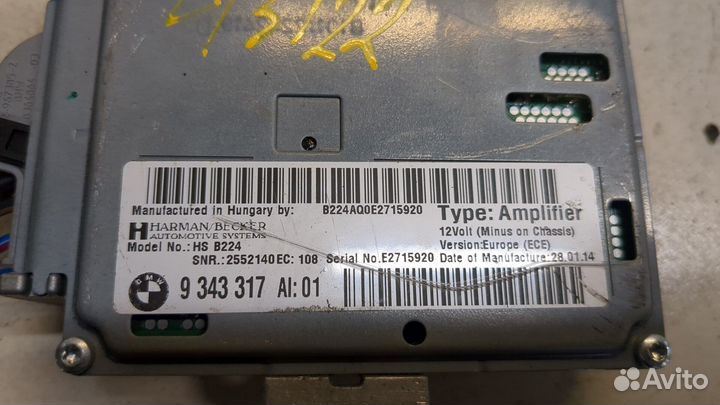 43122
Manufactured in Hungary by: B224AQ0E2715920 Type: Amplifier
HARMAN/BECKER 12Volt (Minus on Chassis)
AUTOMOTIVE SYSTEMS
Model No.: HS B224 Version:Europe (ECE)
SNR.:2552140 EC: 108 Serial No.E2715920 Date of Manufacture:28.01.14
BMW 9 343 317 AI:01
Avito